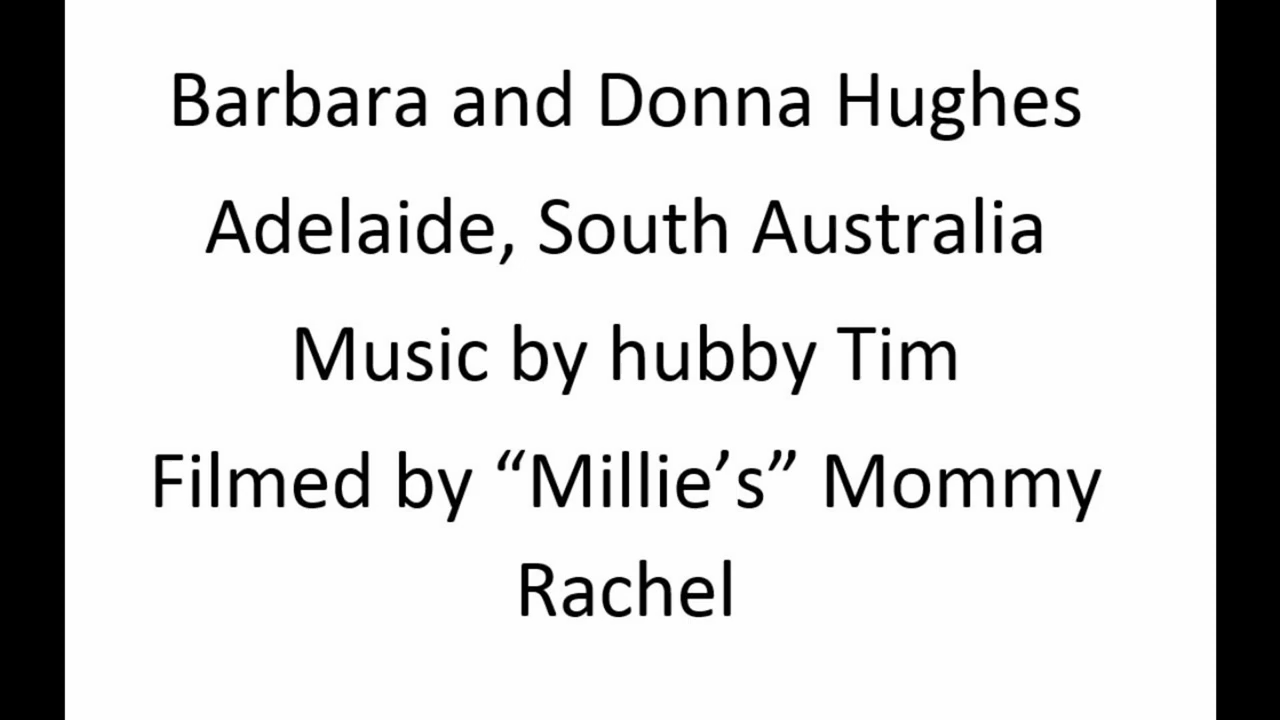 Barbara and Donna Hughes
Adelaide, South Australia
Music by hubby Tim
Filmed by “Millie’s” Mommy
Rachel